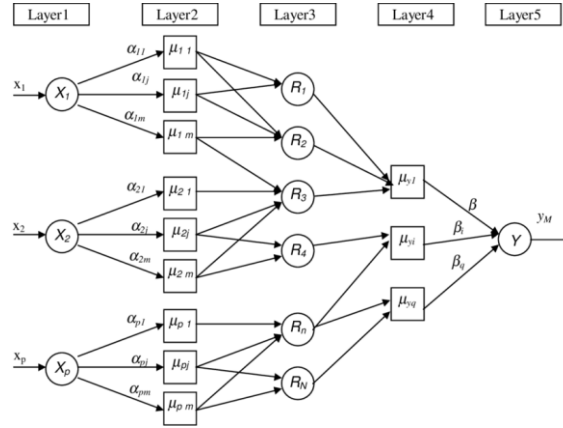 Layer1 Layer2 Layer3 Layer4 Layer5
α11 μ1 1
x1 X1 α1j μ1j R1
α1m μ1 m R2
μy1 β
α21 μ2 1 R3
x2 X2 α2j μ2j μyi βi Y yM
α2m μ2 m R4 βq
αp1 μp 1 Rn μyq
xp Xp αpj μpj
αpm μp m RN